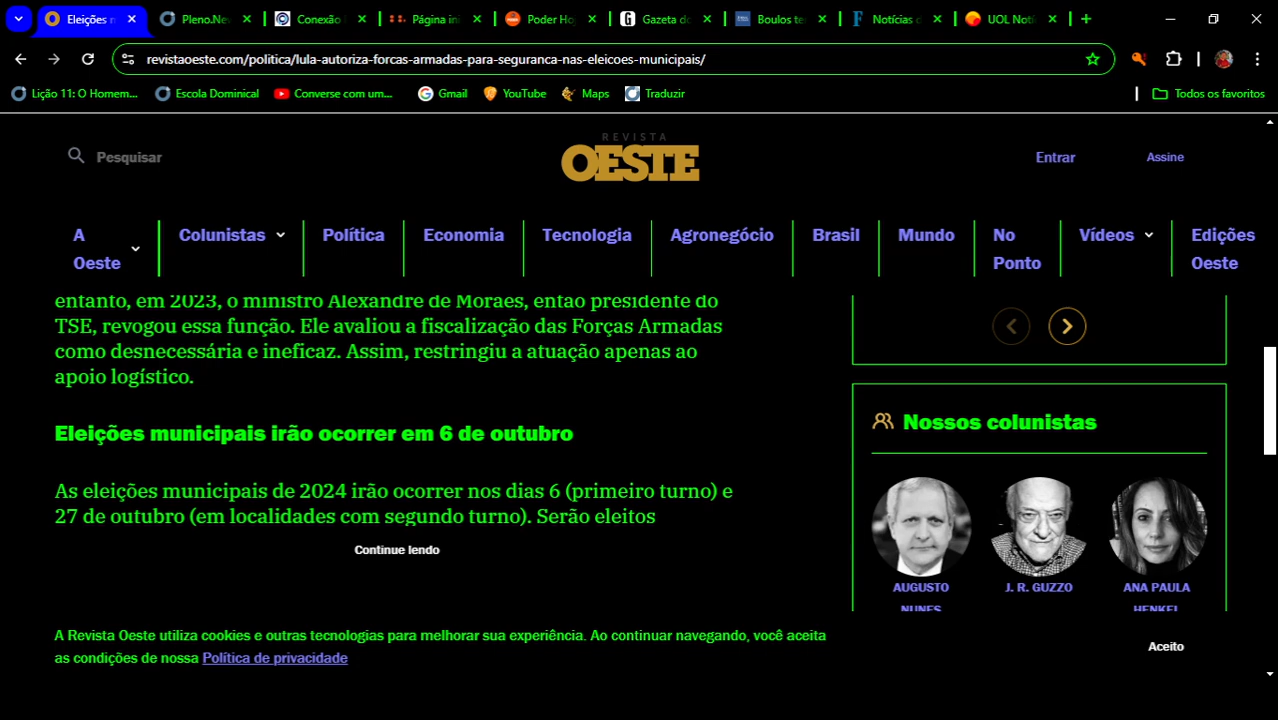 Eleições n
Pleno.Nev
Conexão
Página ini
Poder Ho
Gazeta do
Boulos te
Notícias d
UOL Notí
revistaoeste.com/politica/lula-autoriza-forcas-armadas-para-seguranca-nas-eleicoes-municipais/
Lição 11: O Homem...
Escola Dominical
Converse com um...
Gmail
YouTube
Maps
Traduzir
Todos os favoritos
Pesquisar
REVISTA
OESTE
Entrar
Assine
A Oeste
Colunistas
Política
Economia
Tecnologia
Agronegócio
Brasil
Mundo
No Ponto
Vídeos
Edições Oeste
entanto, em 2023, o ministro Alexandre de Moraes, então presidente do
TSE, revogou essa função. Ele avaliou a fiscalização das Forças Armadas
como desnecessária e ineficaz. Assim, restringiu a atuação apenas ao
apoio logístico.
Eleições municipais irão ocorrer em 6 de outubro
As eleições municipais de 2024 irão ocorrer nos dias 6 (primeiro turno) e
27 de outubro (em localidades com segundo turno). Serão eleitos
Continue lendo
Nossos colunistas
AUGUSTO NUNES
J. R. GUZZO
ANA PAULA HENKEL
A Revista Oeste utiliza cookies e outras tecnologias para melhorar sua experiência. Ao continuar navegando, você aceita
as condições de nossa Política de privacidade
Aceito